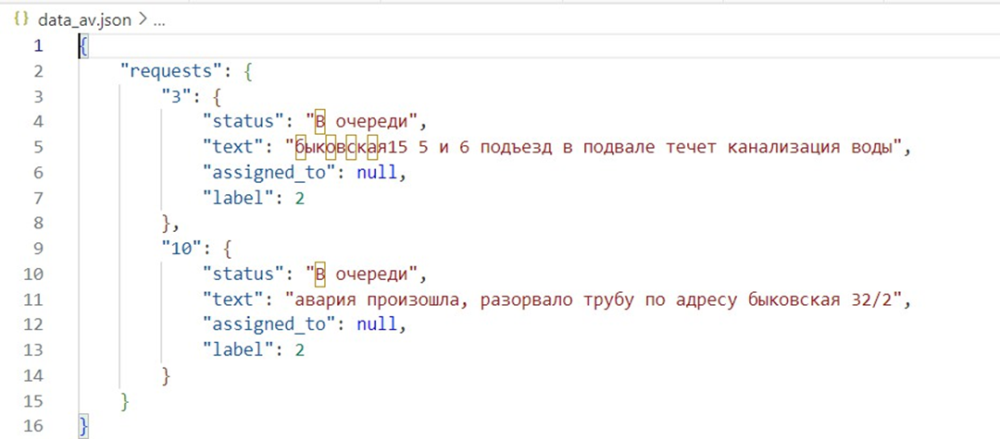 {} data_av.json > ...
1 {
2 "requests": {
3 "3": {
4 "status": "В очереди",
5 "text": "быковская15 5 и 6 подъезд в подвале течет канализация воды",
6 "assigned_to": null,
7 "label": 2
8 },
9 "10": {
10 "status": "В очереди",
11 "text": "авария произошла, разорвало трубу по адресу быковская 32/2",
12 "assigned_to": null,
13 "label": 2
14 }
15 }
16 }